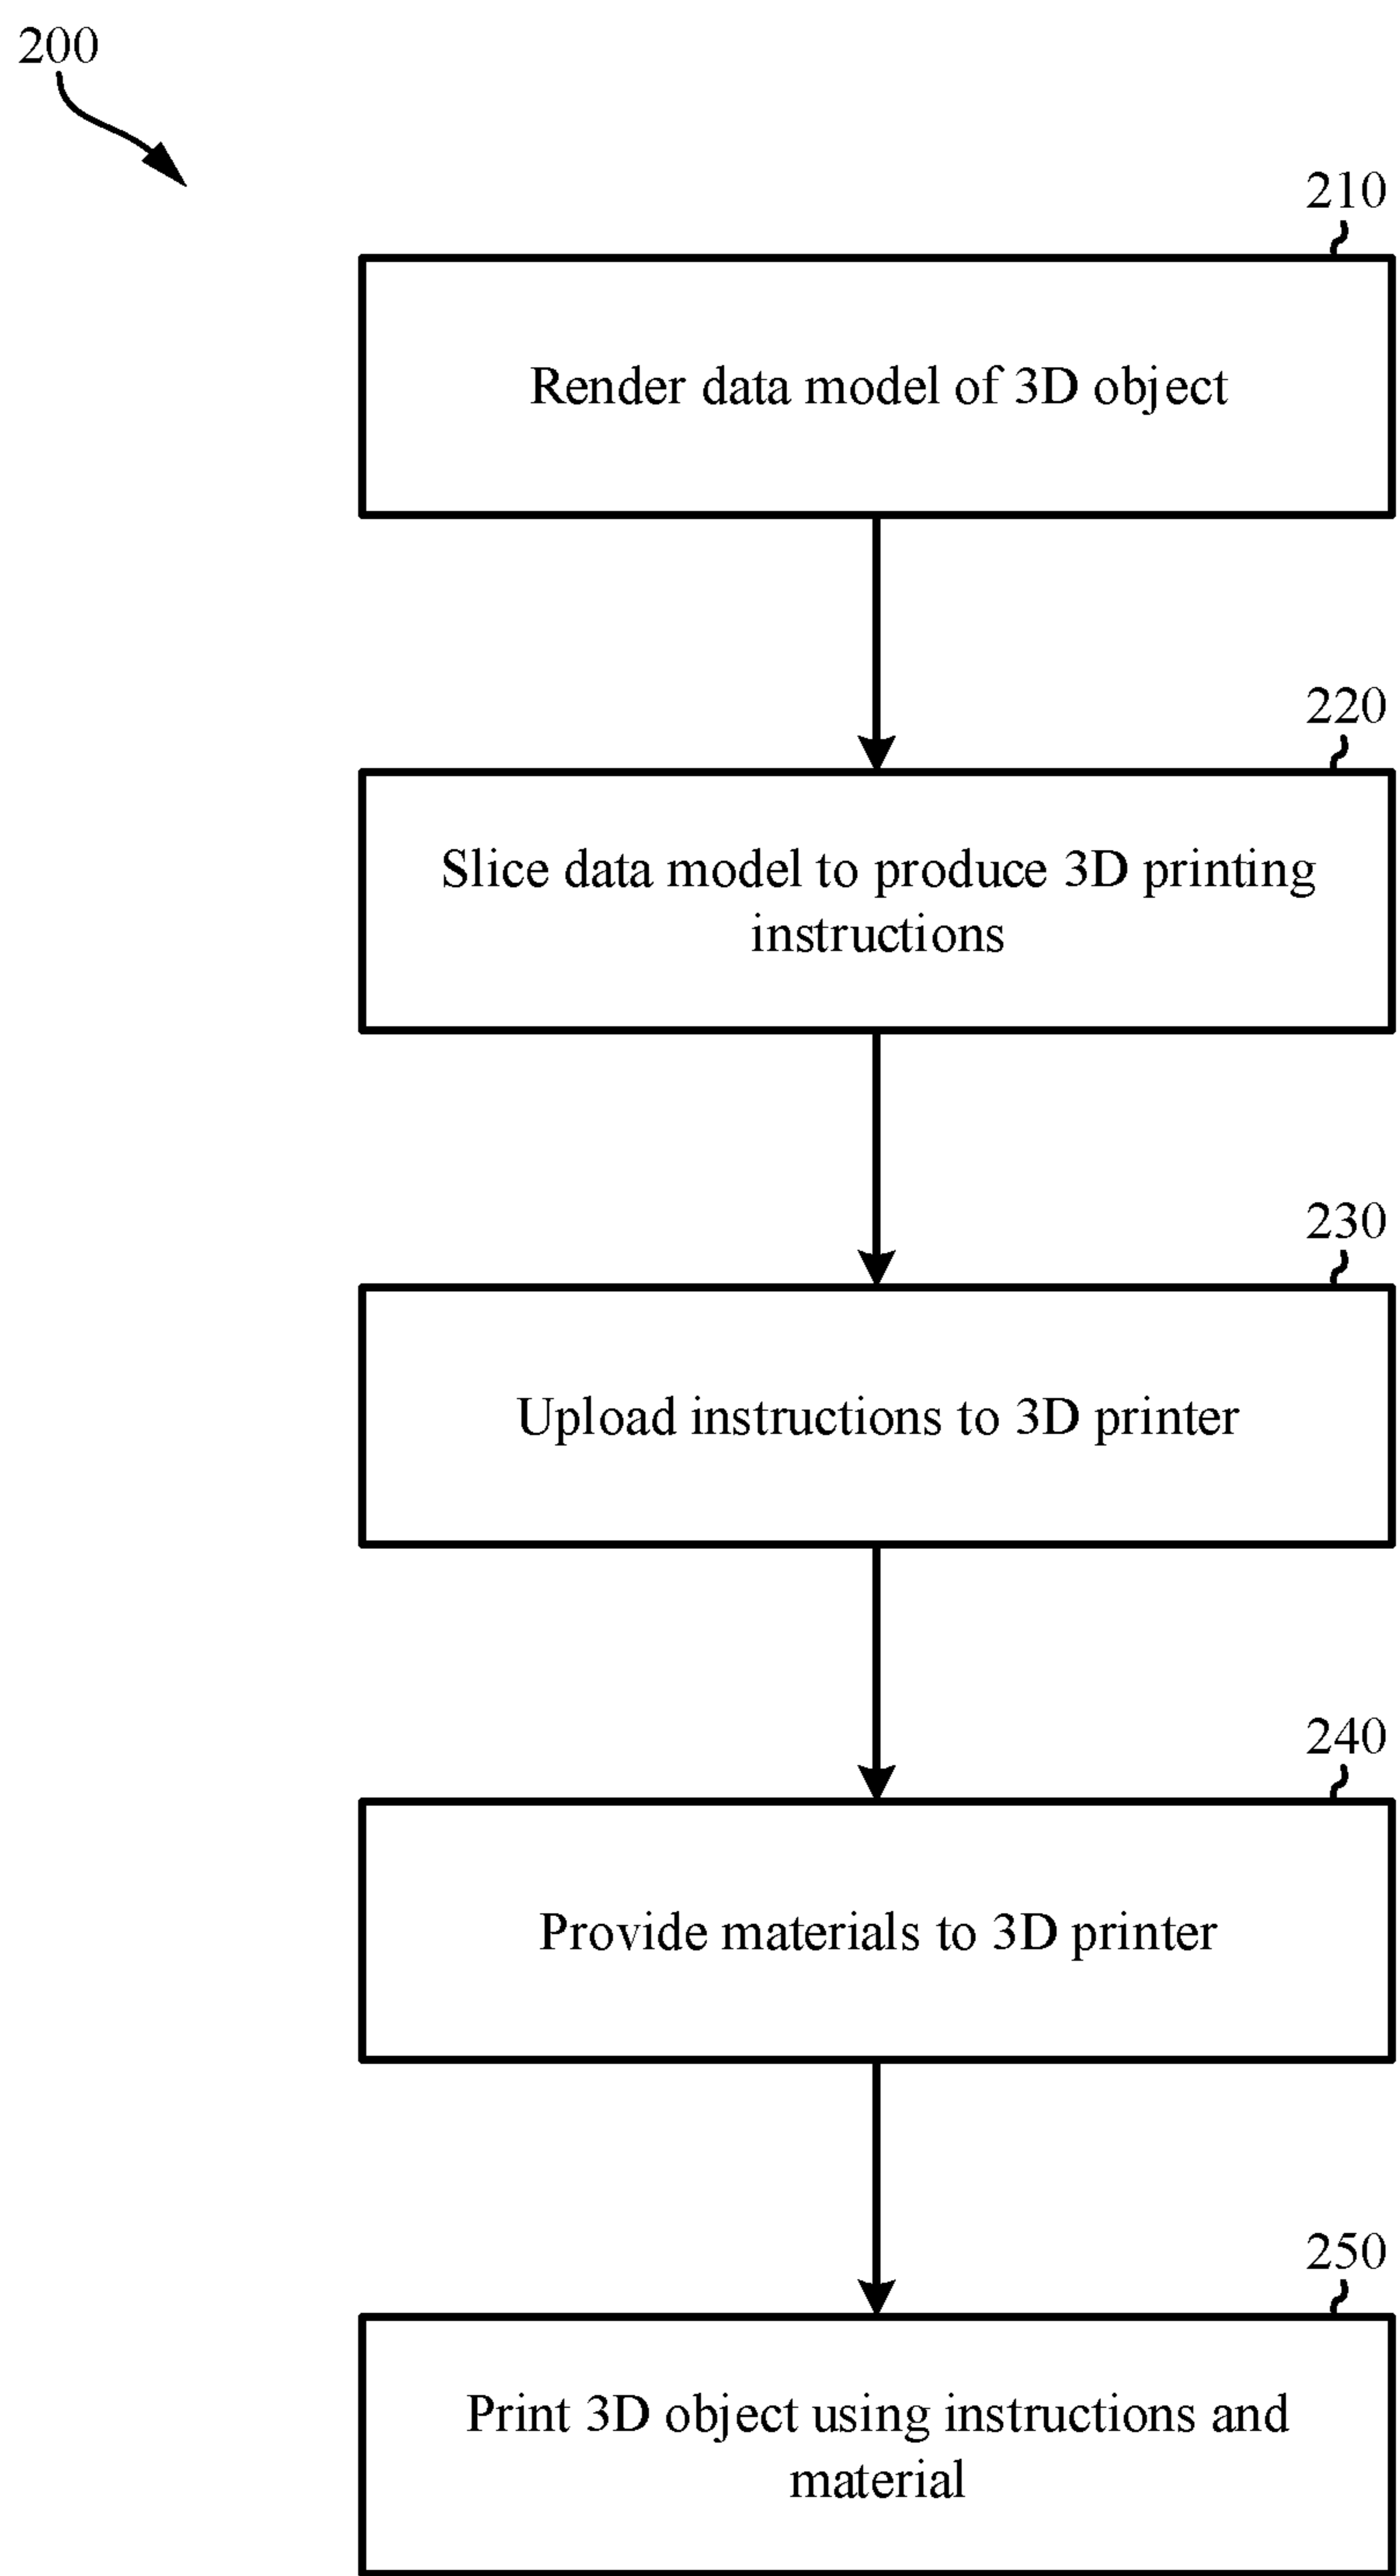 200
210
Render data model of 3D object
220
Slice data model to produce 3D printing
instructions
230
Upload instructions to 3D printer
240
Provide materials to 3D printer
250
Print 3D object using instructions and
material